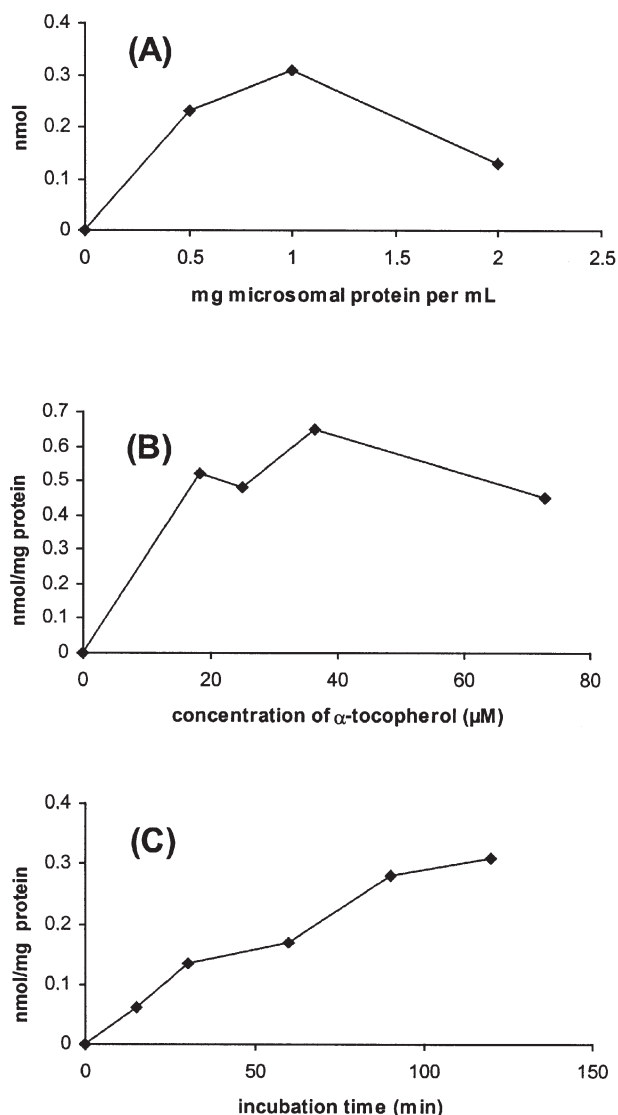 (A)
nmol
0.4
0.3
0.2
0.1
0
0 0.5 1 1.5 2 2.5
mg microsomal protein per mL
(B)
nmol/mg protein
0.7
0.6
0.5
0.4
0.3
0.2
0.1
0
0 20 40 60 80
concentration of α-tocopherol (µM)
(C)
nmol/mg protein
0.4
0.3
0.2
0.1
0
0 50 100 150
incubation time (min)